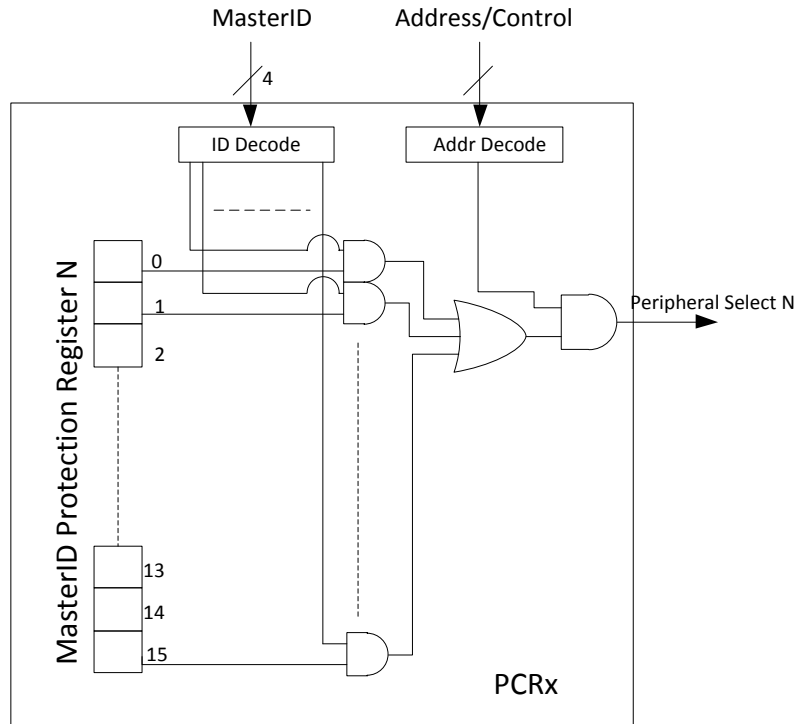 MasterID
Address/Control
4
ID Decode
Addr Decode
MasterID Protection Register N
0
1
2
13
14
15
Peripheral Select N
PCRx